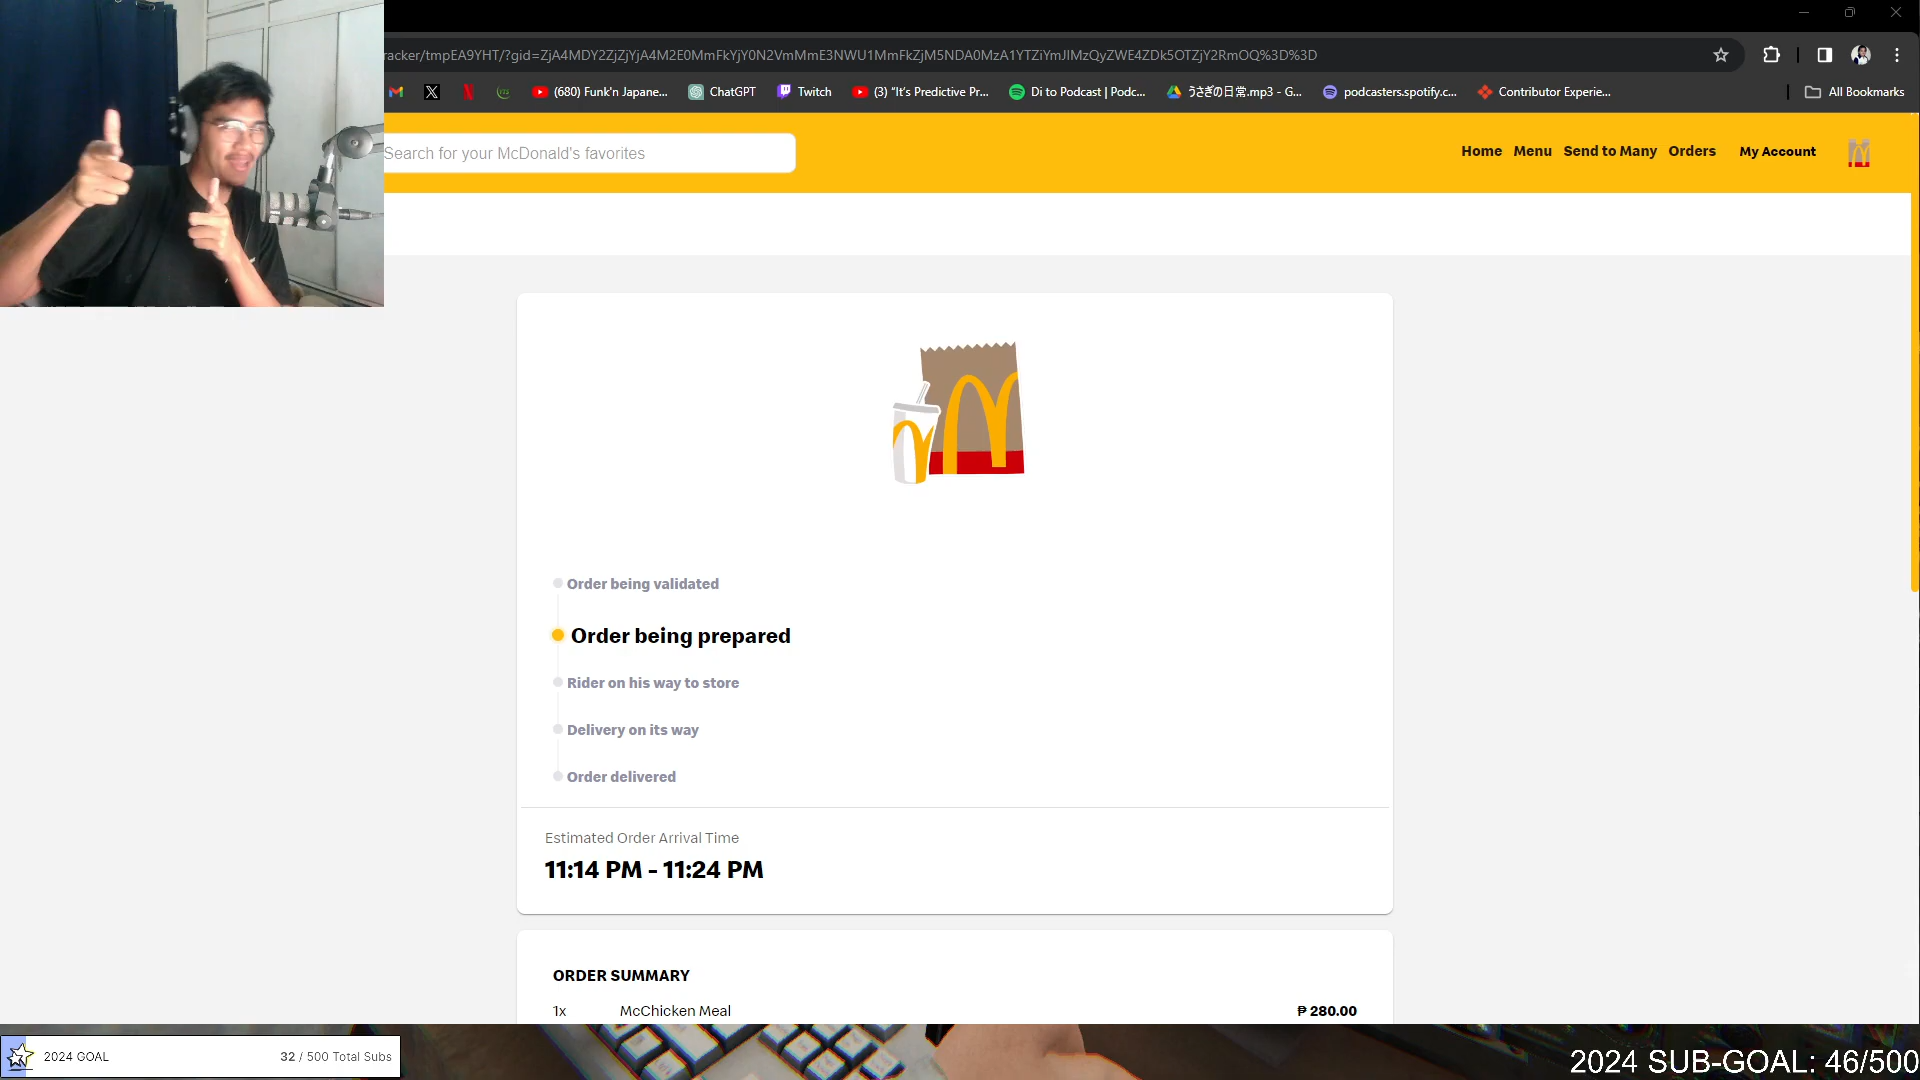 racker/tmpEA9YHT/?gid=ZjA4MDY2ZjZjYjA4M2E0MmFkYjY0N2VmMmE3NWU1MmFkZjM5NDA0MzA1YTZiYmJlMzQyZWE4ZDk5OTZjY2RmOQ%3D%3D
(680) Funk'n Japane... ChatGPT Twitch (3) “It's Predictive Pr... Di to Podcast | Podc... うさぎの日常.mp3 - G... podcasters.spotify.c... Contributor Experie... All Bookmarks
Search for your McDonald's favorites
Home Menu Send to Many Orders My Account
Order being validated
Order being prepared
Rider on his way to store
Delivery on its way
Order delivered
Estimated Order Arrival Time
11:14 PM - 11:24 PM
ORDER SUMMARY
1x McChicken Meal ₱ 280.00
2024 GOAL 32 / 500 Total Subs
2024 SUB-GOAL: 46/500